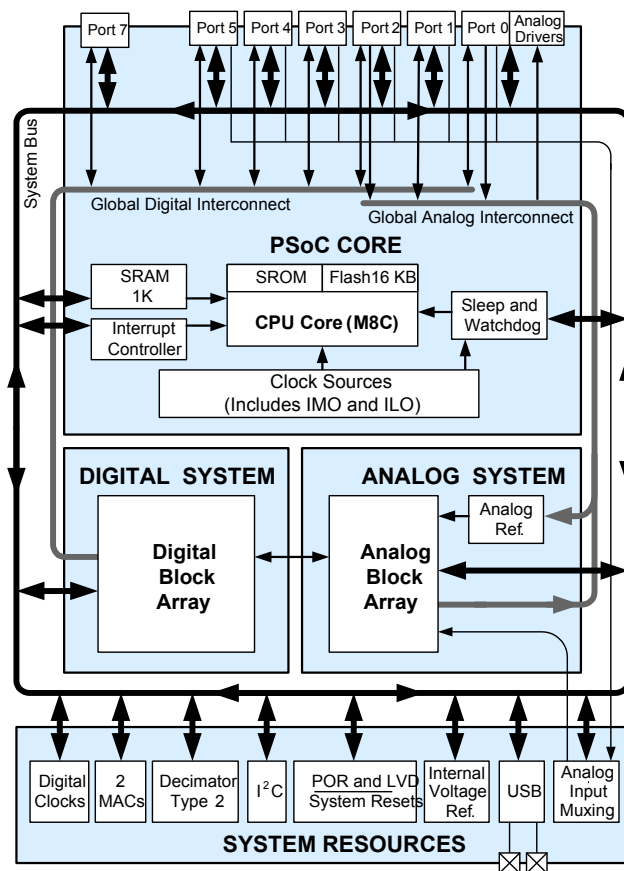 Port 7
Port 5
Port 4
Port 3
Port 2
Port 1
Port 0
Analog
Drivers
System Bus
Global Digital Interconnect
Global Analog Interconnect
PSoC CORE
SRAM
1K
SROM
Flash16 KB
Sleep and
Watchdog
Interrupt
Controller
CPU Core (M8C)
Clock Sources
(Includes IMO and ILO)
DIGITAL SYSTEM
ANALOG SYSTEM
Analog
Ref.
Digital
Block
Array
Analog
Block
Array
Digital
Clocks
2
MACs
Decimator
Type 2
I²C
POR and LVD
System Resets
Internal
Voltage
Ref.
USB
Analog
Input
Muxing
SYSTEM RESOURCES